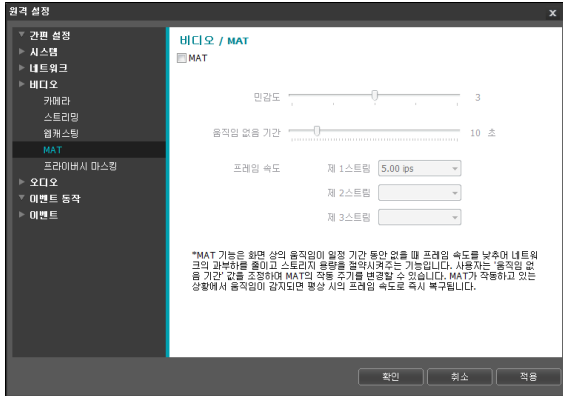 원격 설정
x
간편 설정
시스템
네트워크
비디오
카메라
스트리밍
웹캐스팅
MAT
프라이버시 마스킹
오디오
이벤트 동작
이벤트
비디오 / MAT
MAT
민감도 3
움직임 없음 기간 10 초
프레임 속도 제 1스트림 5.00 ips
제 2스트림
제 3스트림
*MAT 기능은 화면 상의 움직임이 일정 기간 동안 없을 때 프레임 속도를 낮추어 네트워
크의 과부하를 줄이고 스토리지 용량을 절약시켜주는 기능입니다. 사용자는 '움직임 없
음 기간' 값을 조정하여 MAT의 작동 주기를 변경할 수 있습니다. MAT가 작동하고 있는
상황에서 움직임이 감지되면 평상 시의 프레임 속도로 즉시 복구됩니다.
확인 취소 적용